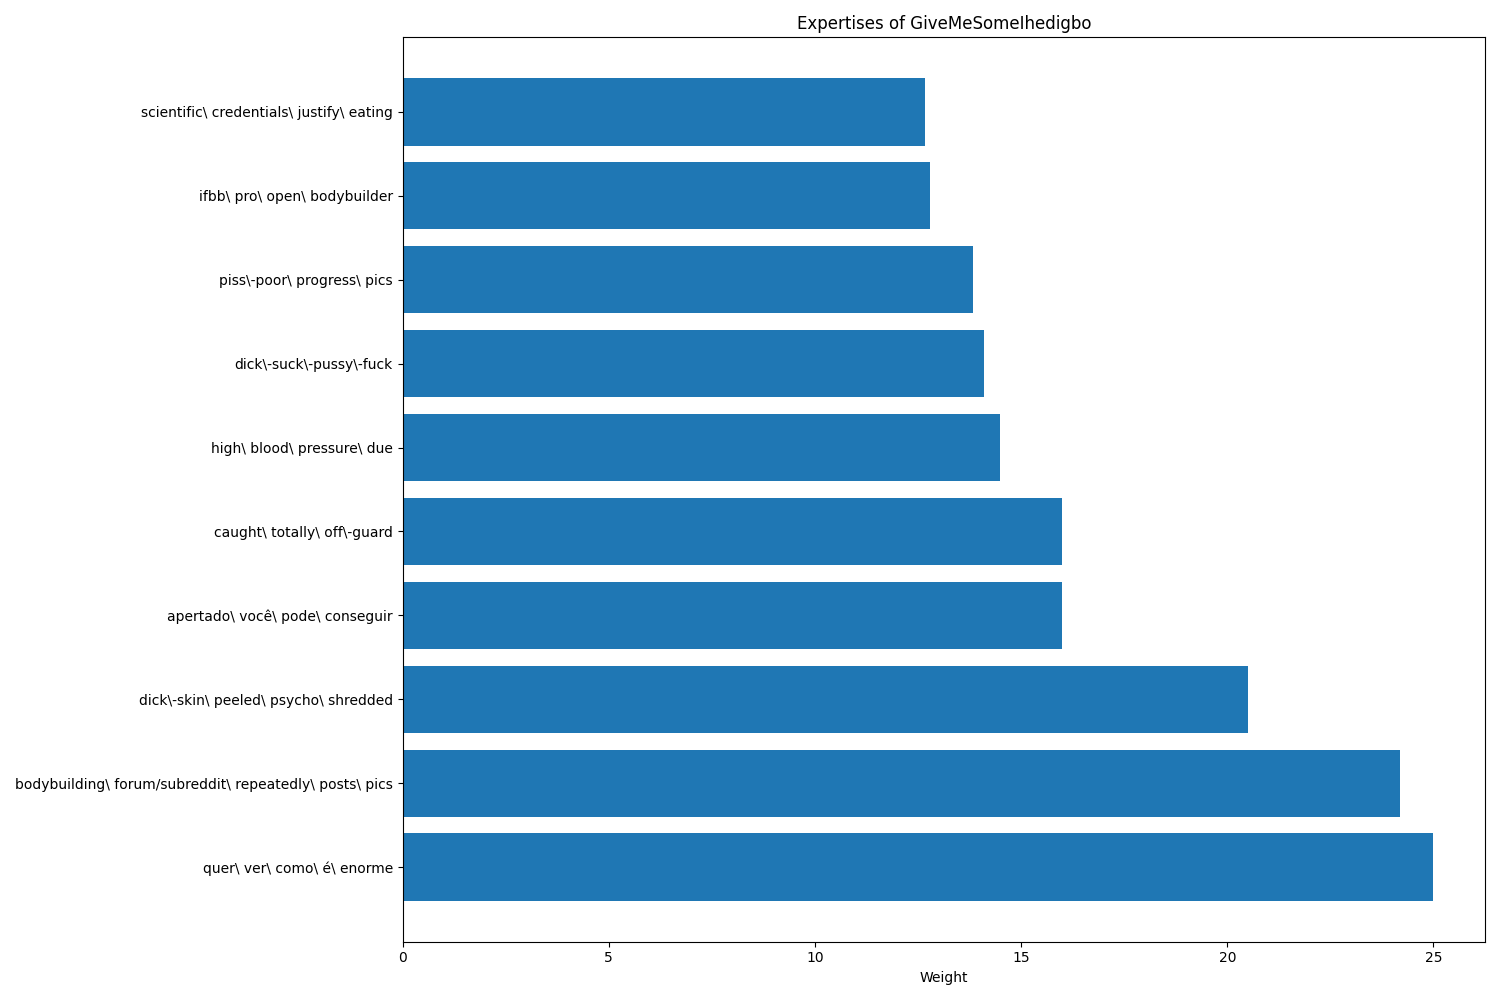 Expertises of GiveMeSomeIhedigbo
scientific\ credentials\ justify\ eating
ifbb\ pro\ open\ bodybuilder
piss\-poor\ progress\ pics
dick\-suck\-pussy\-fuck
high\ blood\ pressure\ due
caught\ totally\ off\-guard
apertado\ você\ pode\ conseguir
dick\-skin\ peeled\ psycho\ shredded
bodybuilding\ forum/subreddit\ repeatedly\ posts\ pics
quer\ ver\ como\ é\ enorme
0 5 10 15 20 25
Weight